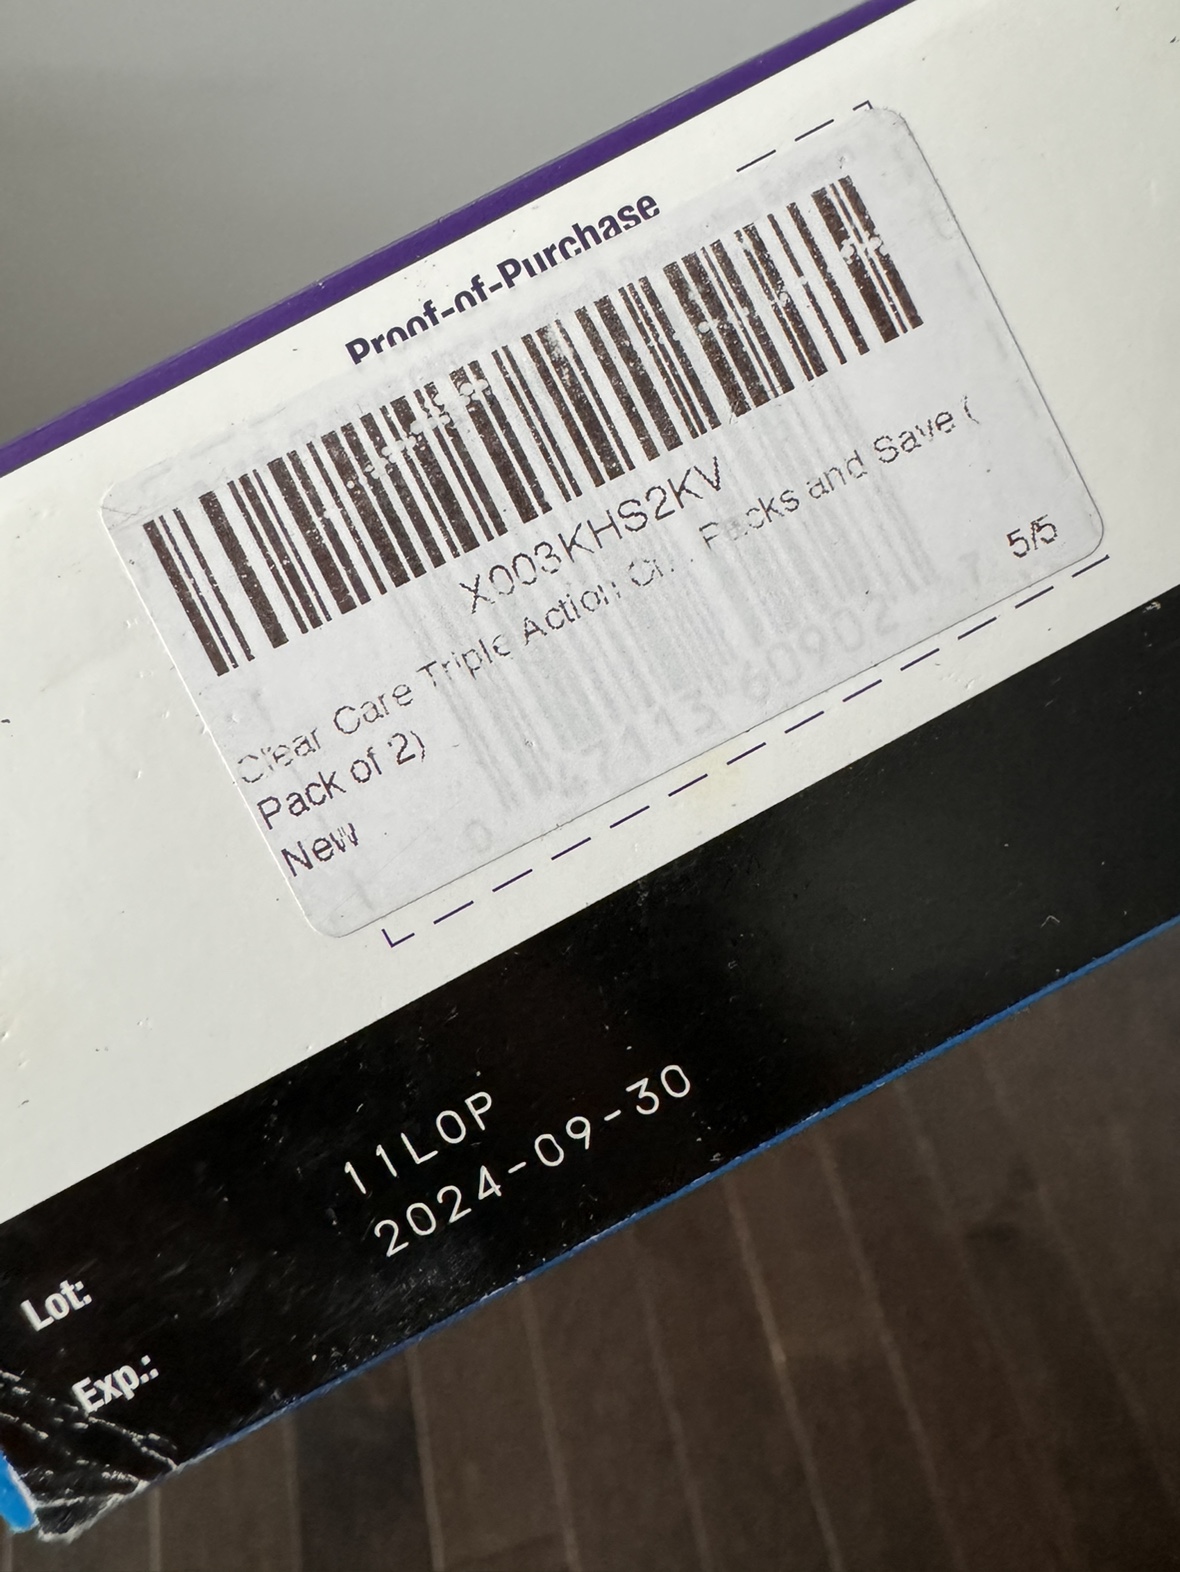 Proof-of-Purchase
X003KHS2KV
Clear Care Triple Action Cl... Packs and Save (
Pack of 2)
New
5/5
11LOP
2024-09-30
Lot:
Exp.: